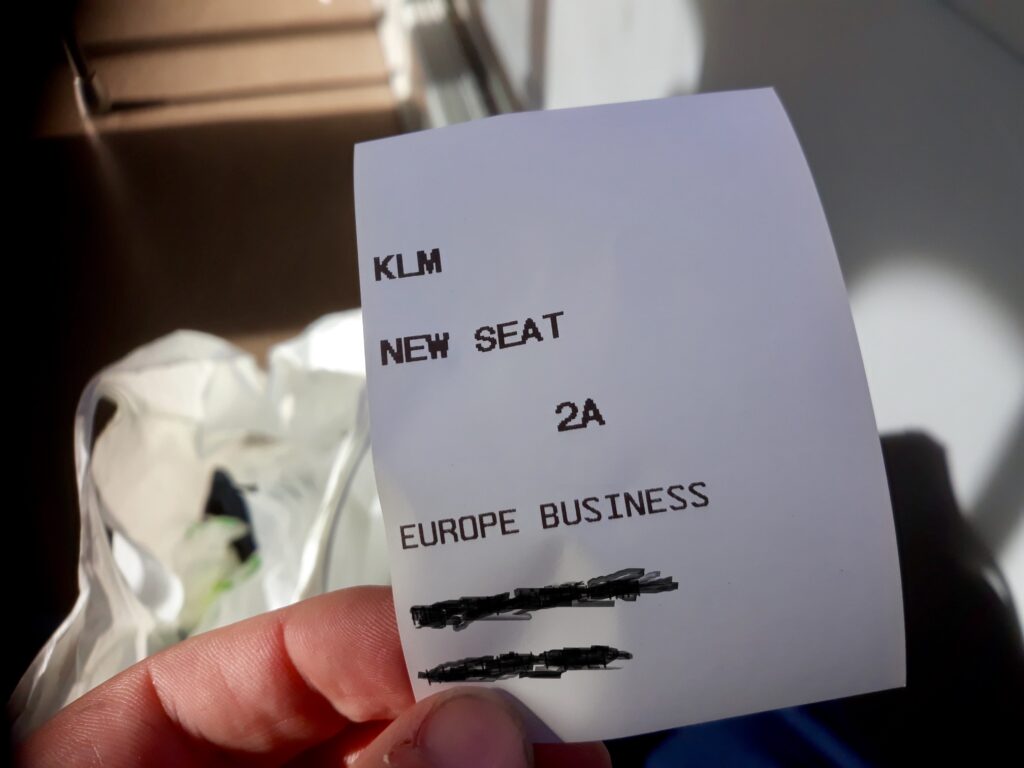 KLM
NEW SEAT
2A
EUROPE BUSINESS